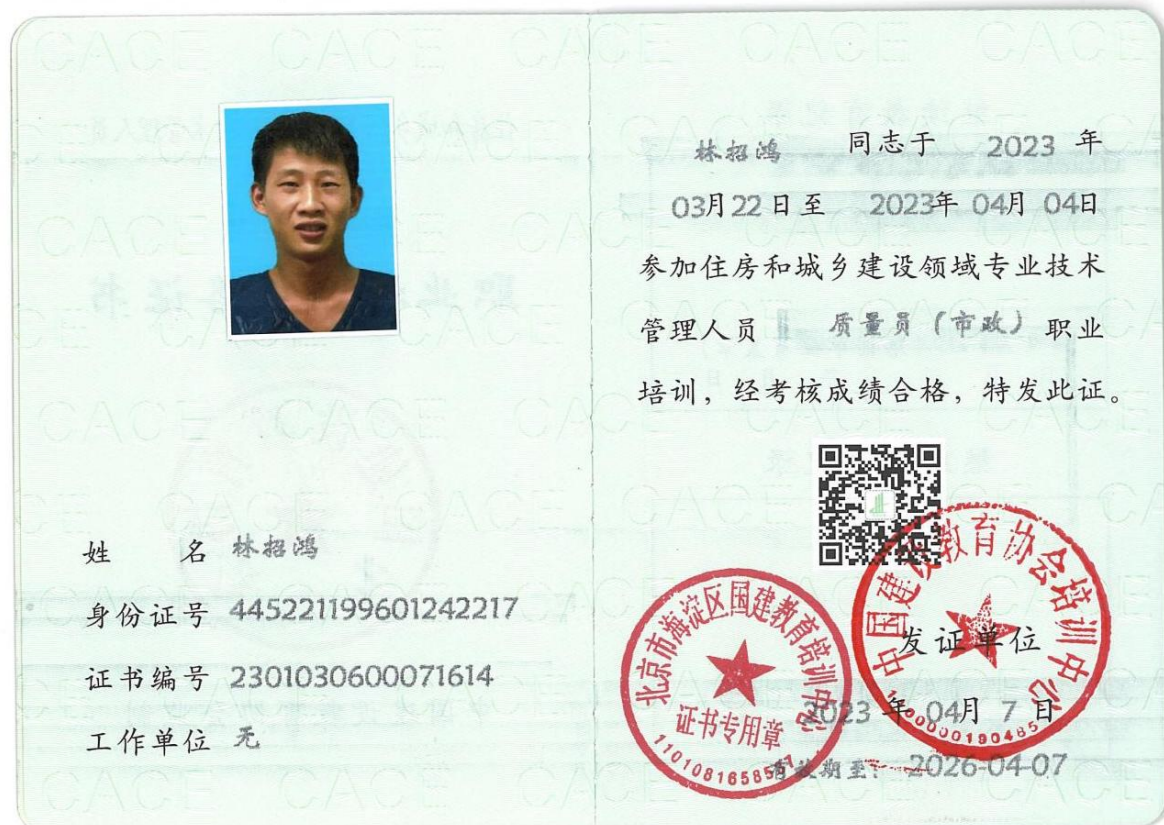 姓 名 林招鸿
身份证号 445221199601242217
证书编号 2301030600071614
工作单位 无
林招鸿 同志于 2023 年
03月 22 日至 2023年 04月 04日
参加住房和城乡建设领域专业技术
管理人员 质量员（市政） 职业
培训，经考核成绩合格，特发此证。
中国建设教育协会培训中心
北京市海淀区国建教育培训中心
发证单位
证书专用章
2023 年 04月 7 日
有效期至： 2026-04-07
CACE